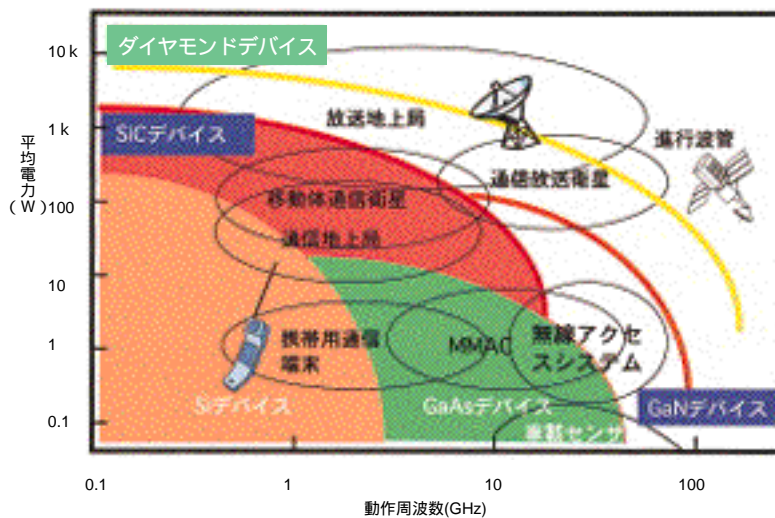 ダイヤモンドデバイス
10 k
1 k
100
10
1
0.1
平均電力
(W)
SiCデバイス
放送地上局
進行波管
通信放送衛星
移動体通信衛星
通信地上局
携帯用通信
端末
MMAC
無線アクセ
スシステム
Siデバイス
GaAsデバイス
GaNデバイス
車載センサ
0.1
1
10
100
動作周波数(GHz)